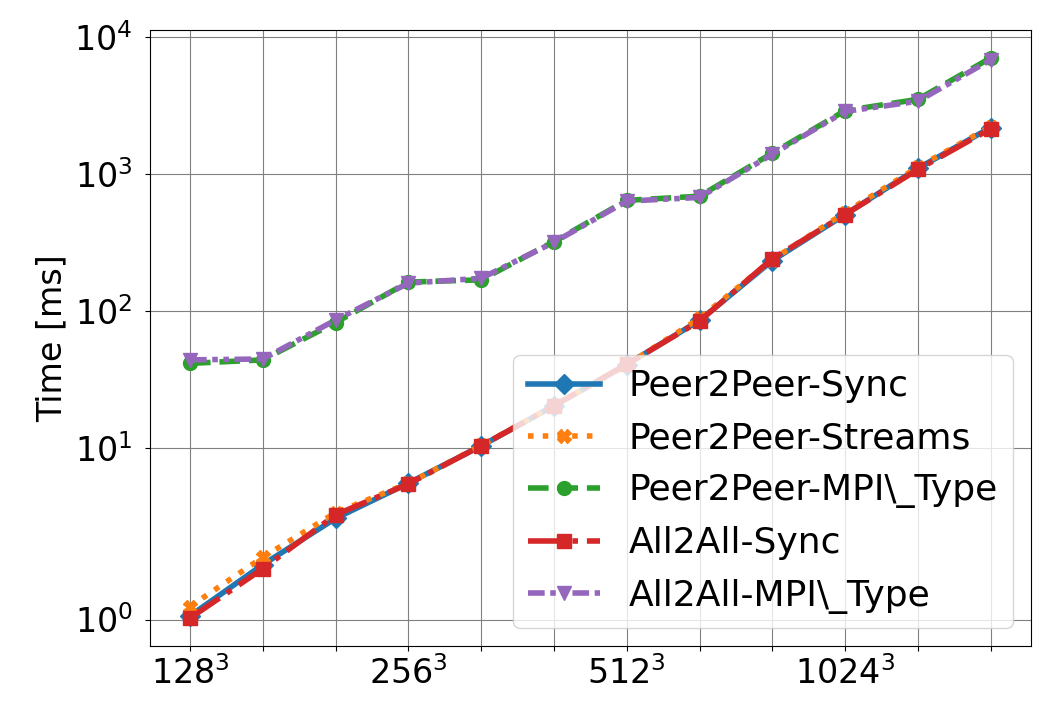 10⁴
10³
10²
10¹
10⁰
Time [ms]
Peer2Peer-Sync
Peer2Peer-Streams
Peer2Peer-MPI\_Type
All2All-Sync
All2All-MPI\_Type
128³ 256³ 512³ 1024³